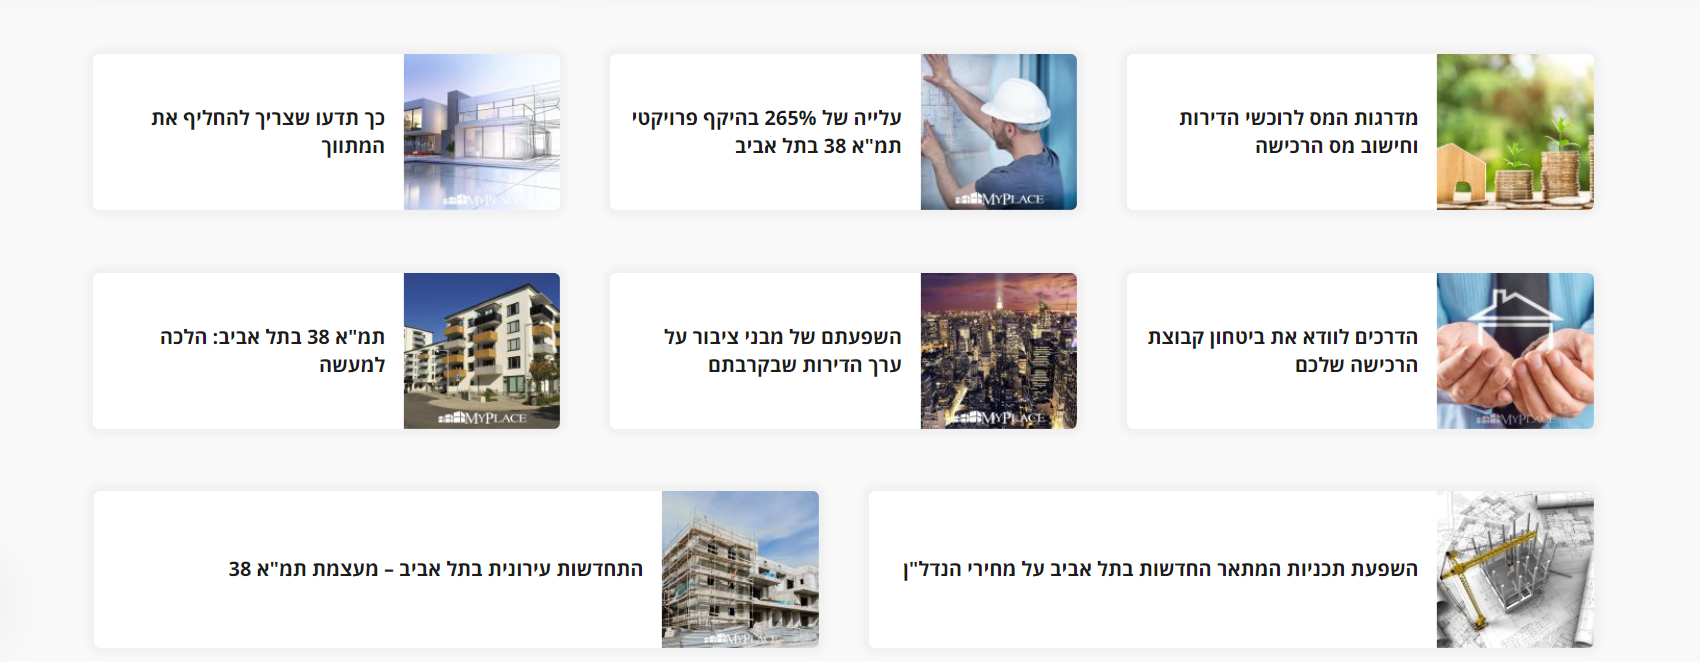 מדרגות המס לרוכשי הדירות
וחישוב מס הרכישה
עלייה של 265% בהיקף פרויקטי
תמ"א 38 בתל אביב
MYPLACE
כך תדעו שצריך להחליף את
המתווך
MYPLACE
הדרכים לוודא את ביטחון קבוצת
הרכישה שלכם
MYPLACE
השפעתם של מבני ציבור על
ערך הדירות שבקרבתם
MYPLACE
תמ"א 38 בתל אביב: הלכה
למעשה
MYPLACE
השפעת תכניות המתאר החדשות בתל אביב על מחירי הנדל"ן
MYPLACE
התחדשות עירונית בתל אביב – מעצמת תמ"א 38
MYPLACE